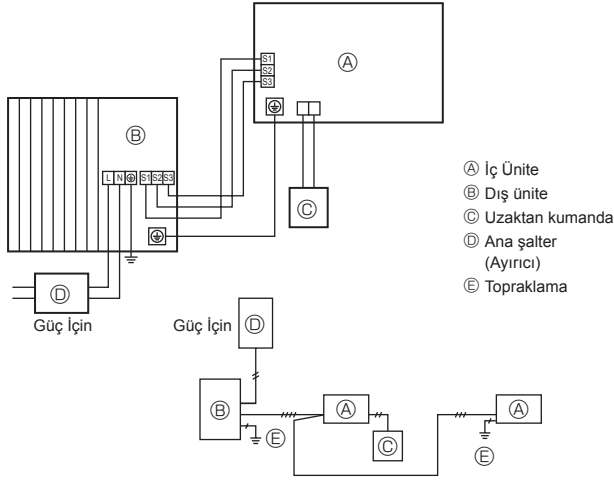 S1
S2
S3
Ⓐ
Ⓑ
L N S1 S2 S3
Ⓒ
Ⓓ
Güç İçin
Ⓐ İç Ünite
Ⓑ Dış ünite
Ⓒ Uzaktan kumanda
Ⓓ Ana şalter
(Ayırıcı)
Ⓔ Topraklama
Güç İçin Ⓓ
Ⓑ
Ⓔ
Ⓐ
Ⓒ
Ⓐ
Ⓔ